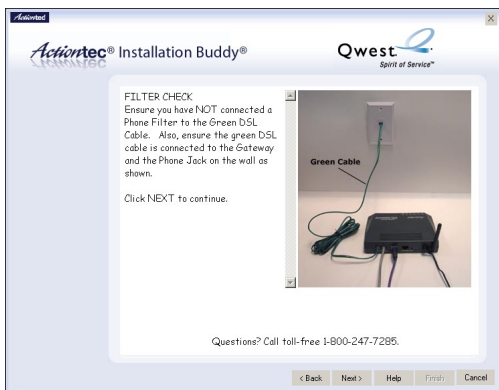 Actiontec
Actiontec® Installation Buddy®
Qwest
Spirit of Service™
FILTER CHECK
Ensure you have NOT connected a
Phone Filter to the Green DSL
Cable. Also, ensure the green DSL
cable is connected to the Gateway
and the Phone Jack on the wall as
shown.
Click NEXT to continue.
Green Cable
Questions? Call toll-free 1-800-247-7285.
< Back
Next >
Help
Finish
Cancel